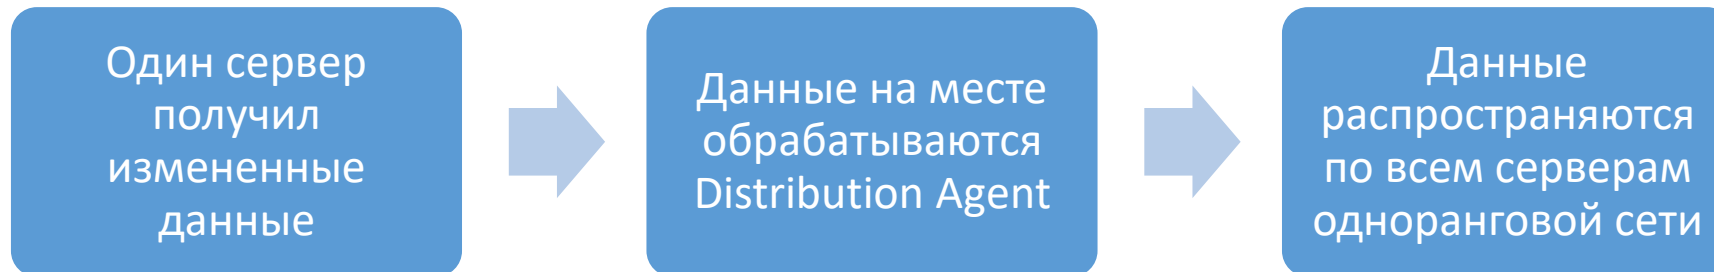 Один сервер
получил
измененные
данные
Данные на месте
обрабатываются
Distribution Agent
Данные
распространяются
по всем серверам
одноранговой сети